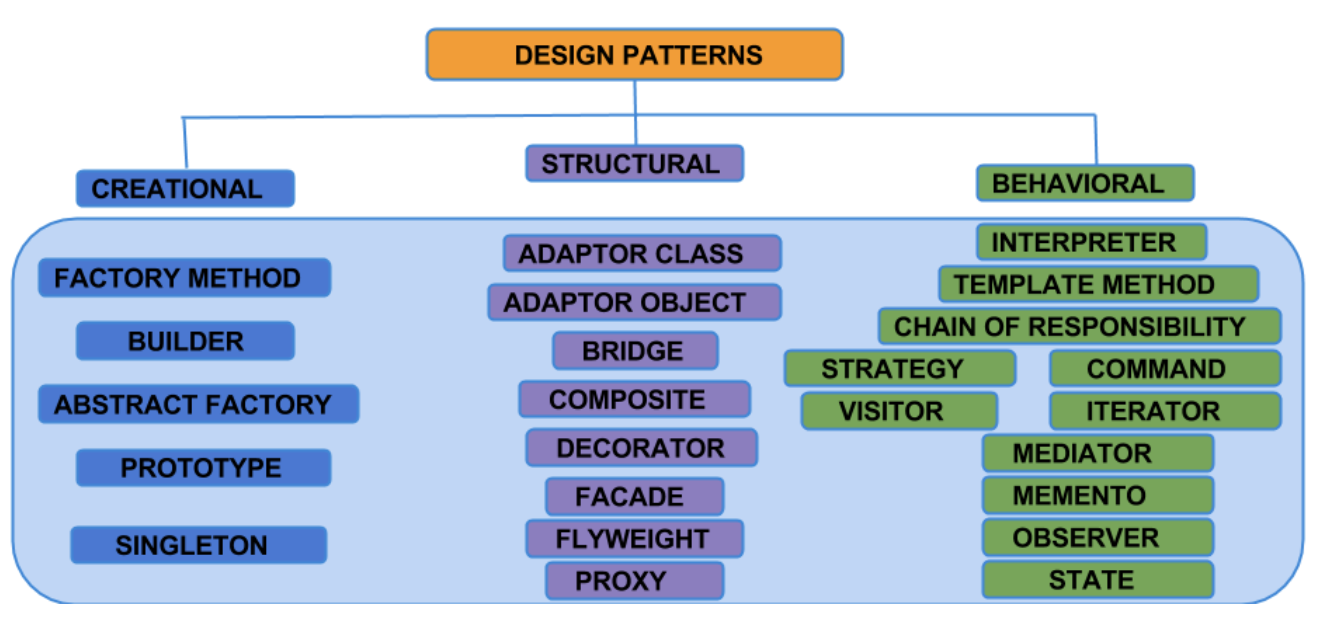 DESIGN PATTERNS
CREATIONAL
STRUCTURAL
BEHAVIORAL
FACTORY METHOD
BUILDER
ABSTRACT FACTORY
PROTOTYPE
SINGLETON
ADAPTOR CLASS
ADAPTOR OBJECT
BRIDGE
COMPOSITE
DECORATOR
FACADE
FLYWEIGHT
PROXY
INTERPRETER
TEMPLATE METHOD
CHAIN OF RESPONSIBILITY
STRATEGY
COMMAND
VISITOR
ITERATOR
MEDIATOR
MEMENTO
OBSERVER
STATE